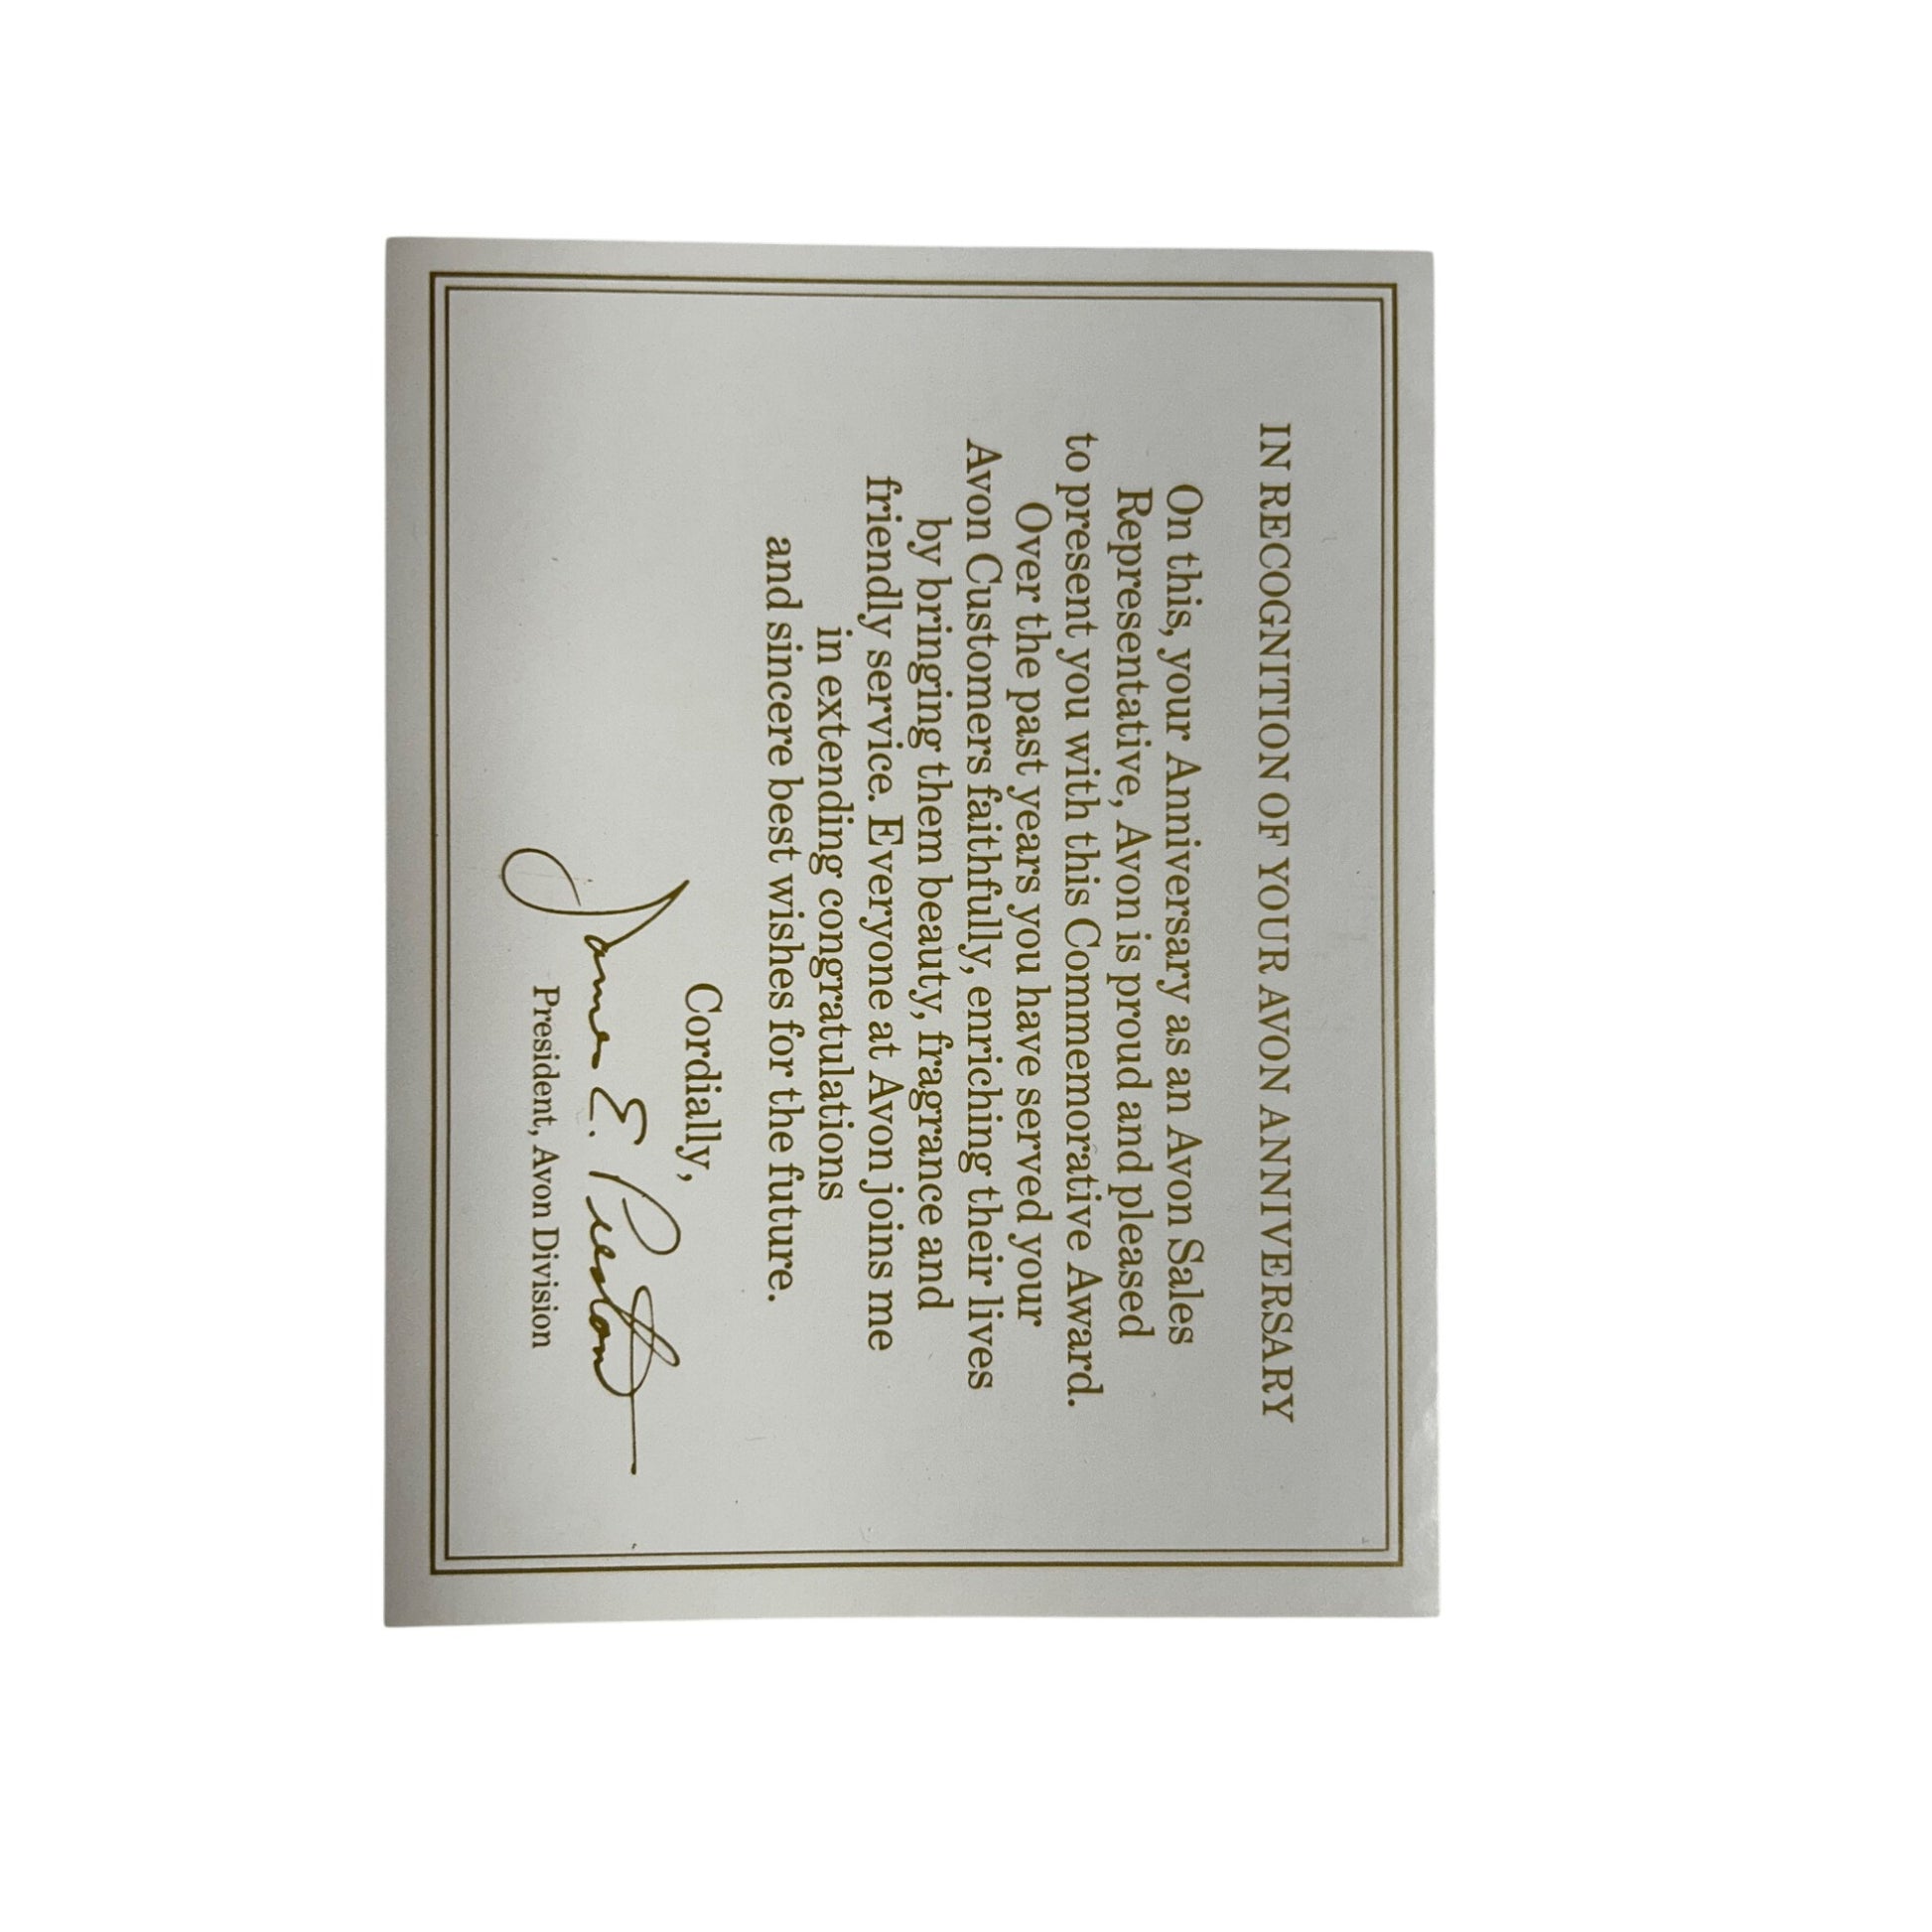 IN RECOGNITION OF YOUR AVON ANNIVERSARY
On this, your Anniversary as an Avon Sales
Representative, Avon is proud and pleased
to present you with this Commemorative Award.
Over the past years you have served your
Avon Customers faithfully, enriching their lives
by bringing them beauty, fragrance and
friendly service. Everyone at Avon joins me
in extending congratulations
and sincere best wishes for the future.
Cordially,
James E. Preston
President, Avon Division